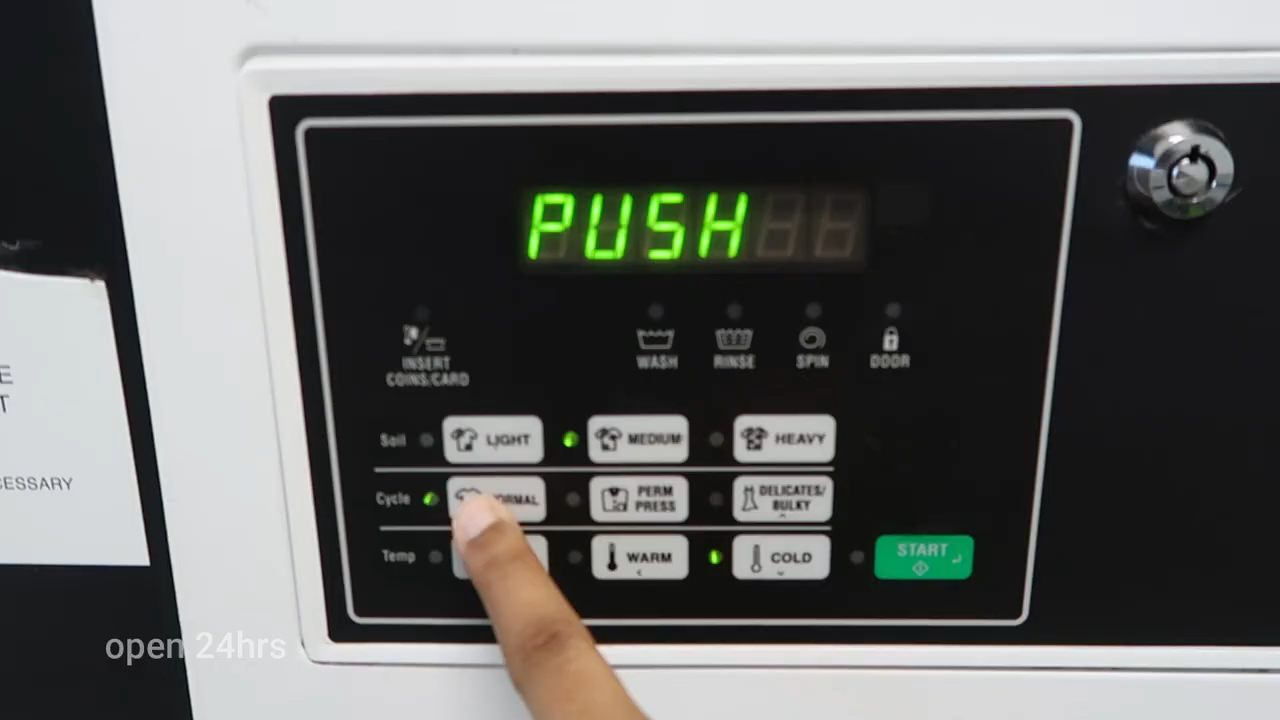 PUSH
E
T
CESSARY
INSERT
COINS/CARD
WASH
RINSE
SPIN
DOOR
Soil
LIGHT
MEDIUM
HEAVY
Cycle
PERM
PRESS
DELICATES/
BULKY
Temp
WARM
COLD
START
open 24hrs